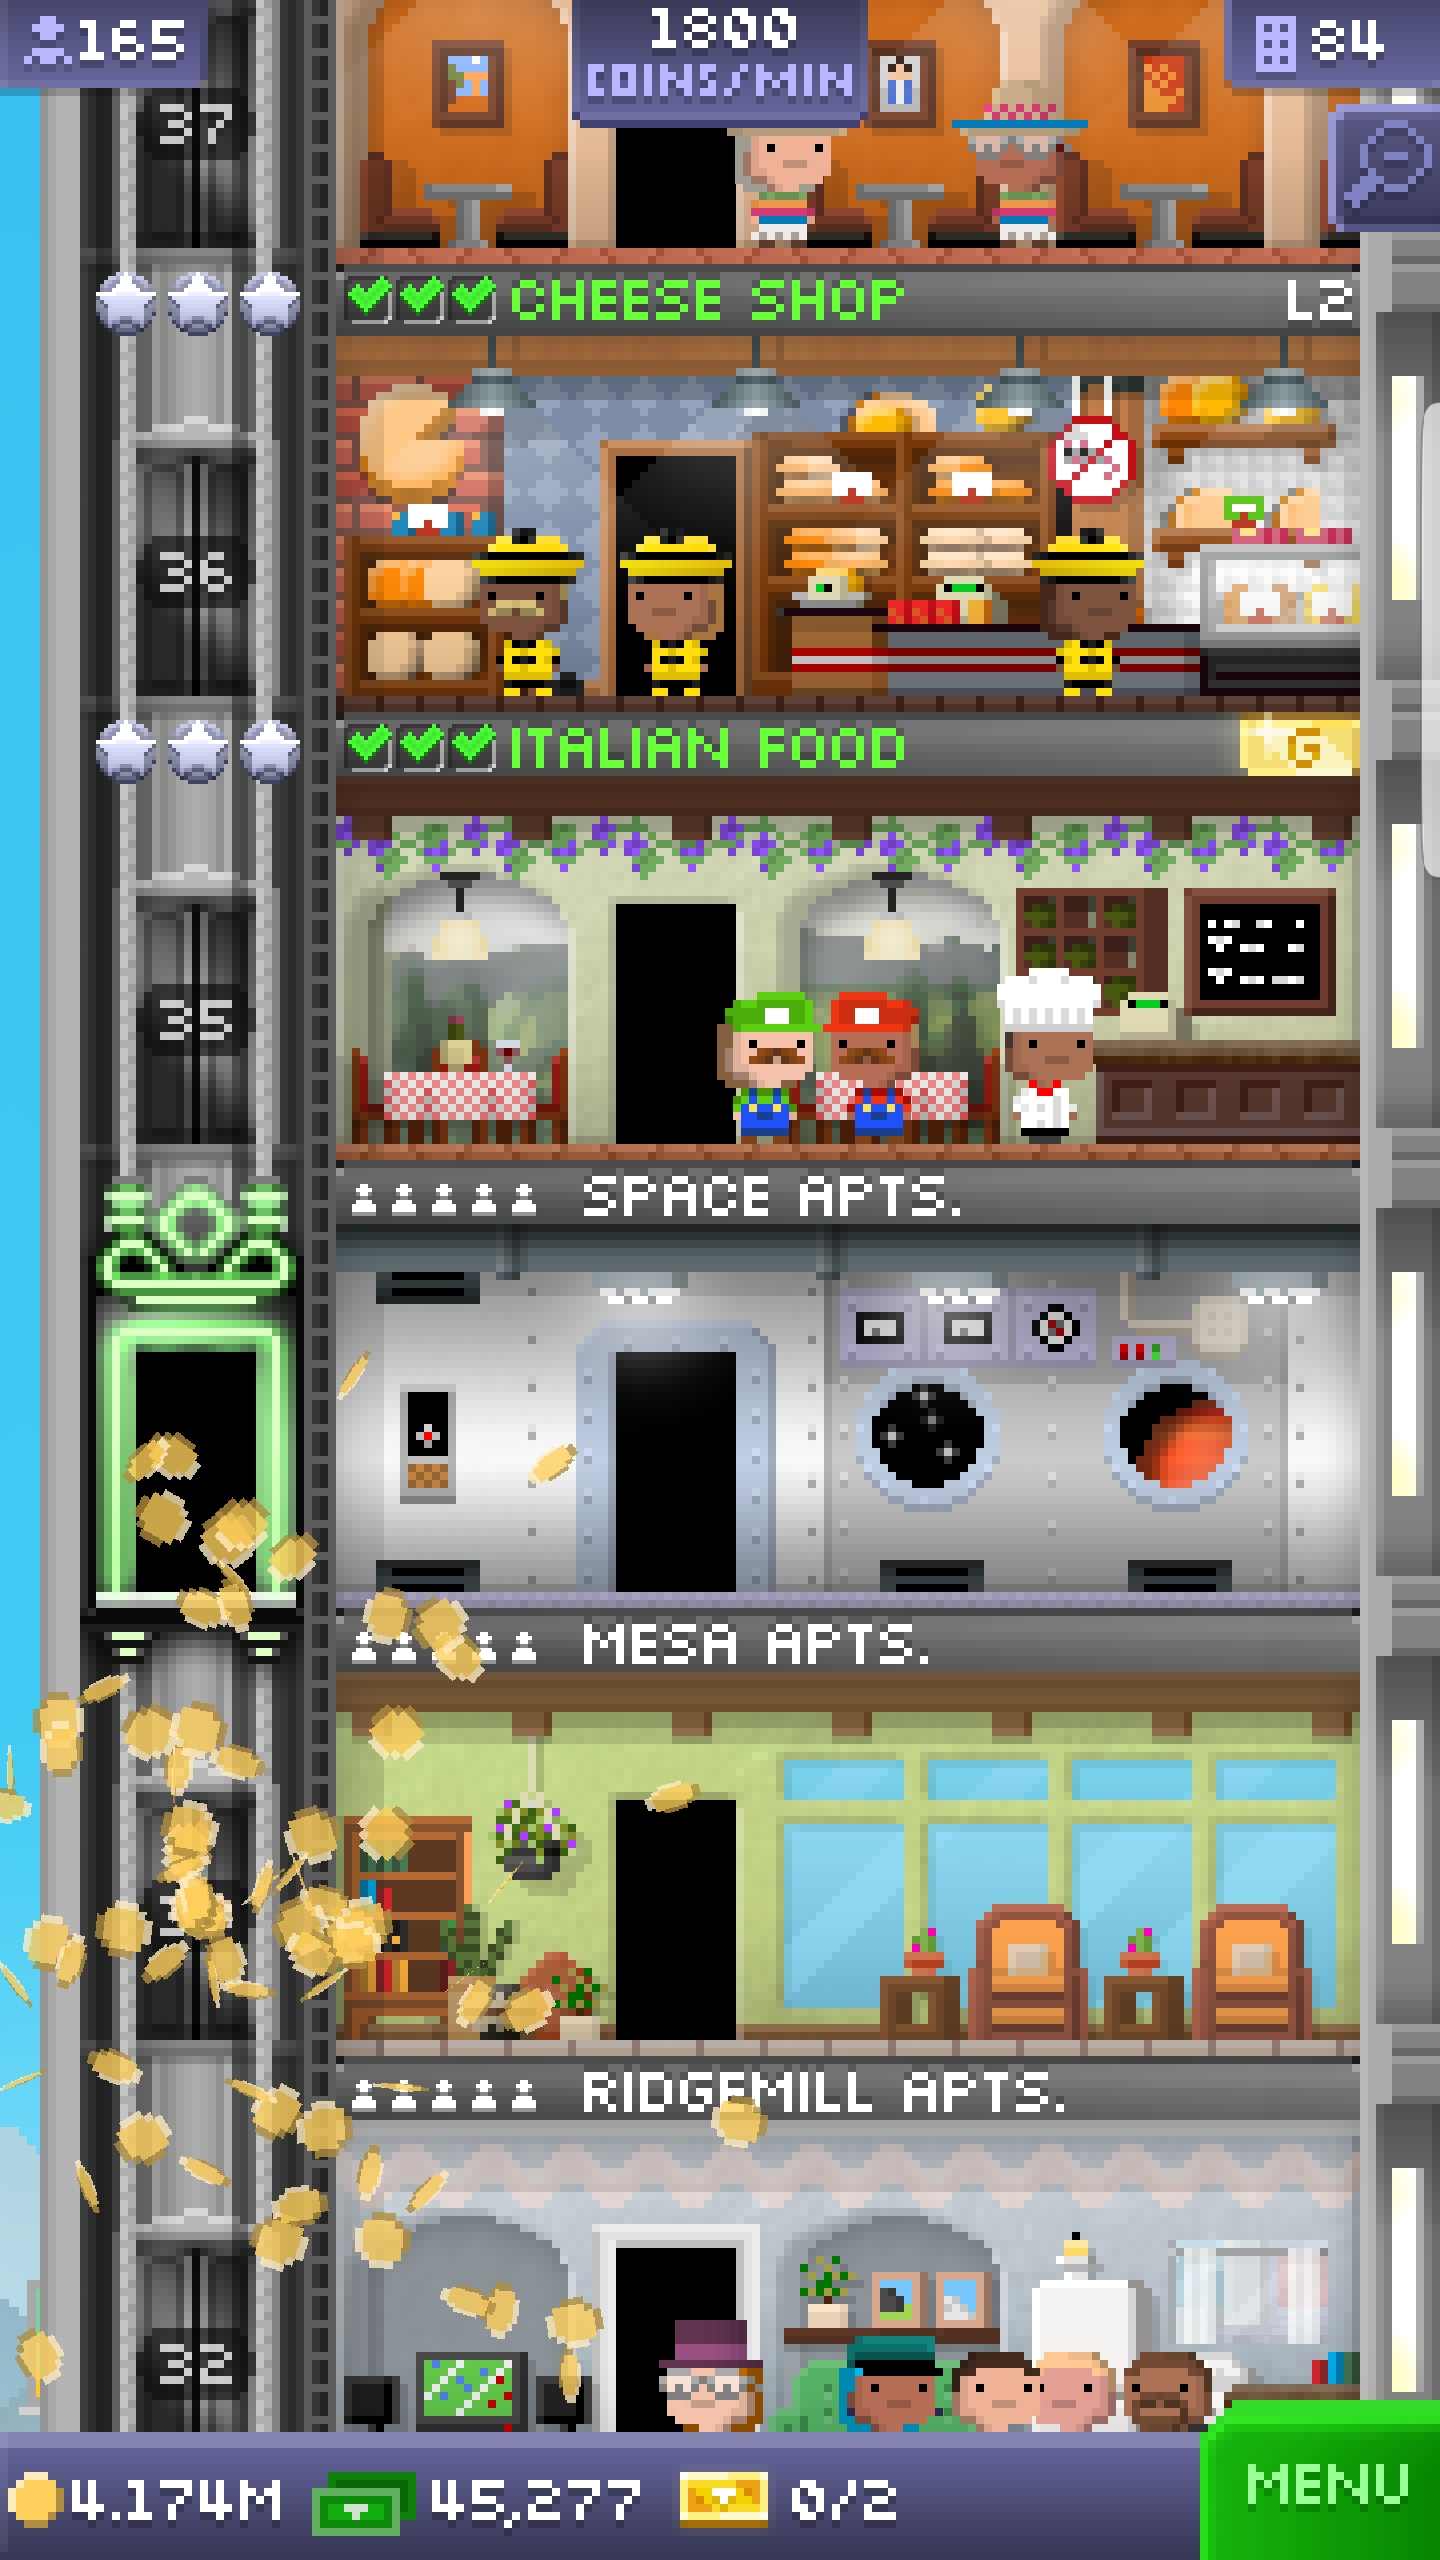 165
1800
COINS/MIN
84
37
CHEESE SHOP L2
36
ITALIAN FOOD G
35
SPACE APTS.
MESA APTS.
RIDGEMILL APTS.
32
4.174M 45,277 0/2
MENU